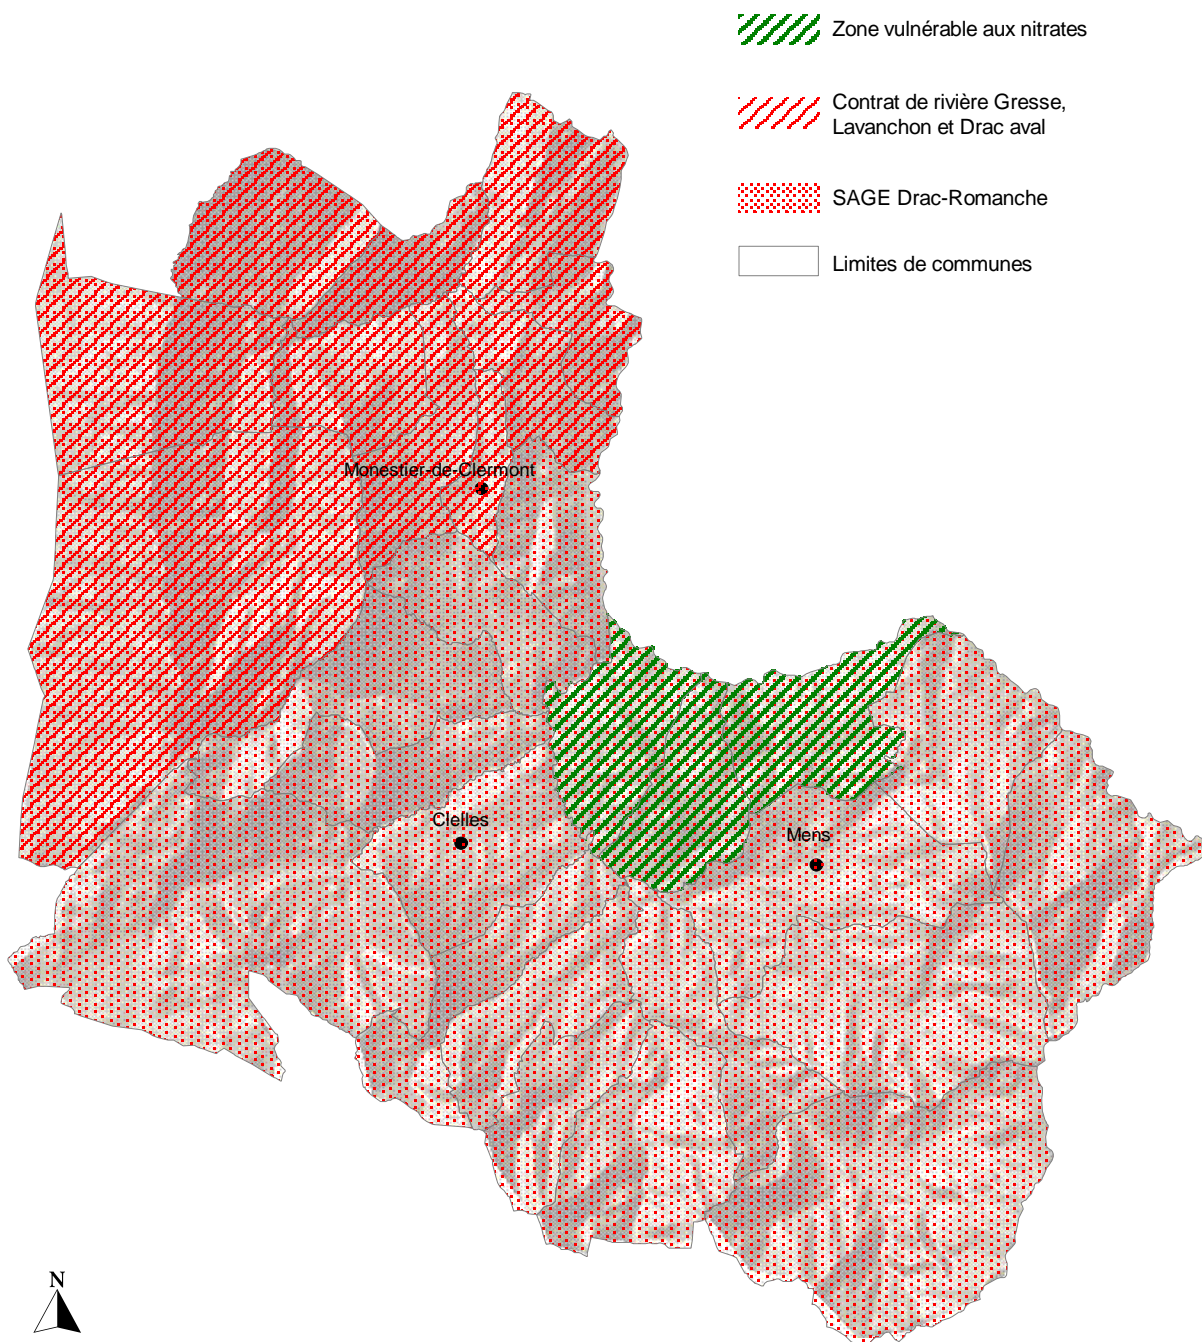 Zone vulnérable aux nitrates
Contrat de rivière Gresse,
Lavanchon et Drac aval
SAGE Drac-Romanche
Limites de communes
Monestier-de-Clermont
Clelles
Mens
N